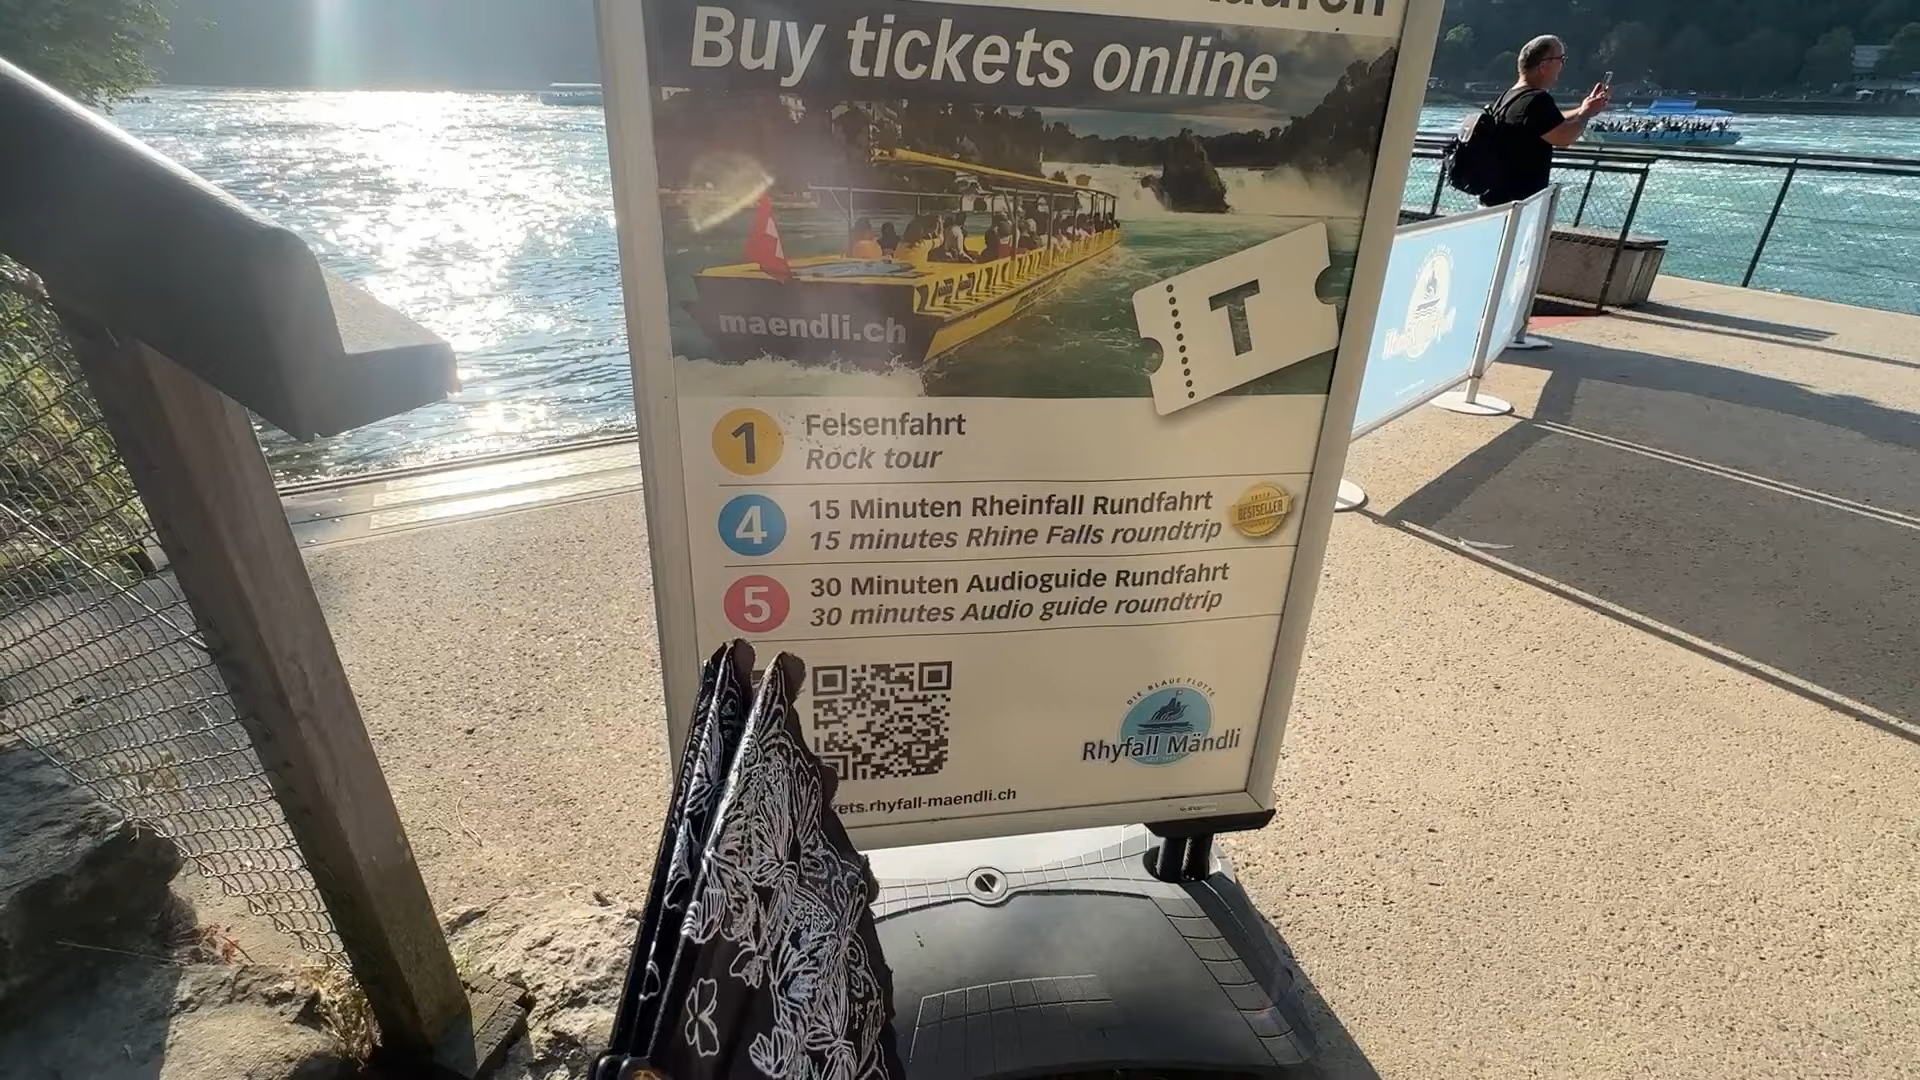 Buy tickets online
maendli.ch
T
1
Felsenfahrt
Rock tour
4
15 Minuten Rheinfall Rundfahrt
15 minutes Rhine Falls roundtrip
BESTSELLER
5
30 Minuten Audioguide Rundfahrt
30 minutes Audio guide roundtrip
DIE BLAUE FLOTTE
Rhyfall Mändli
ets.rhyfall-maendli.ch